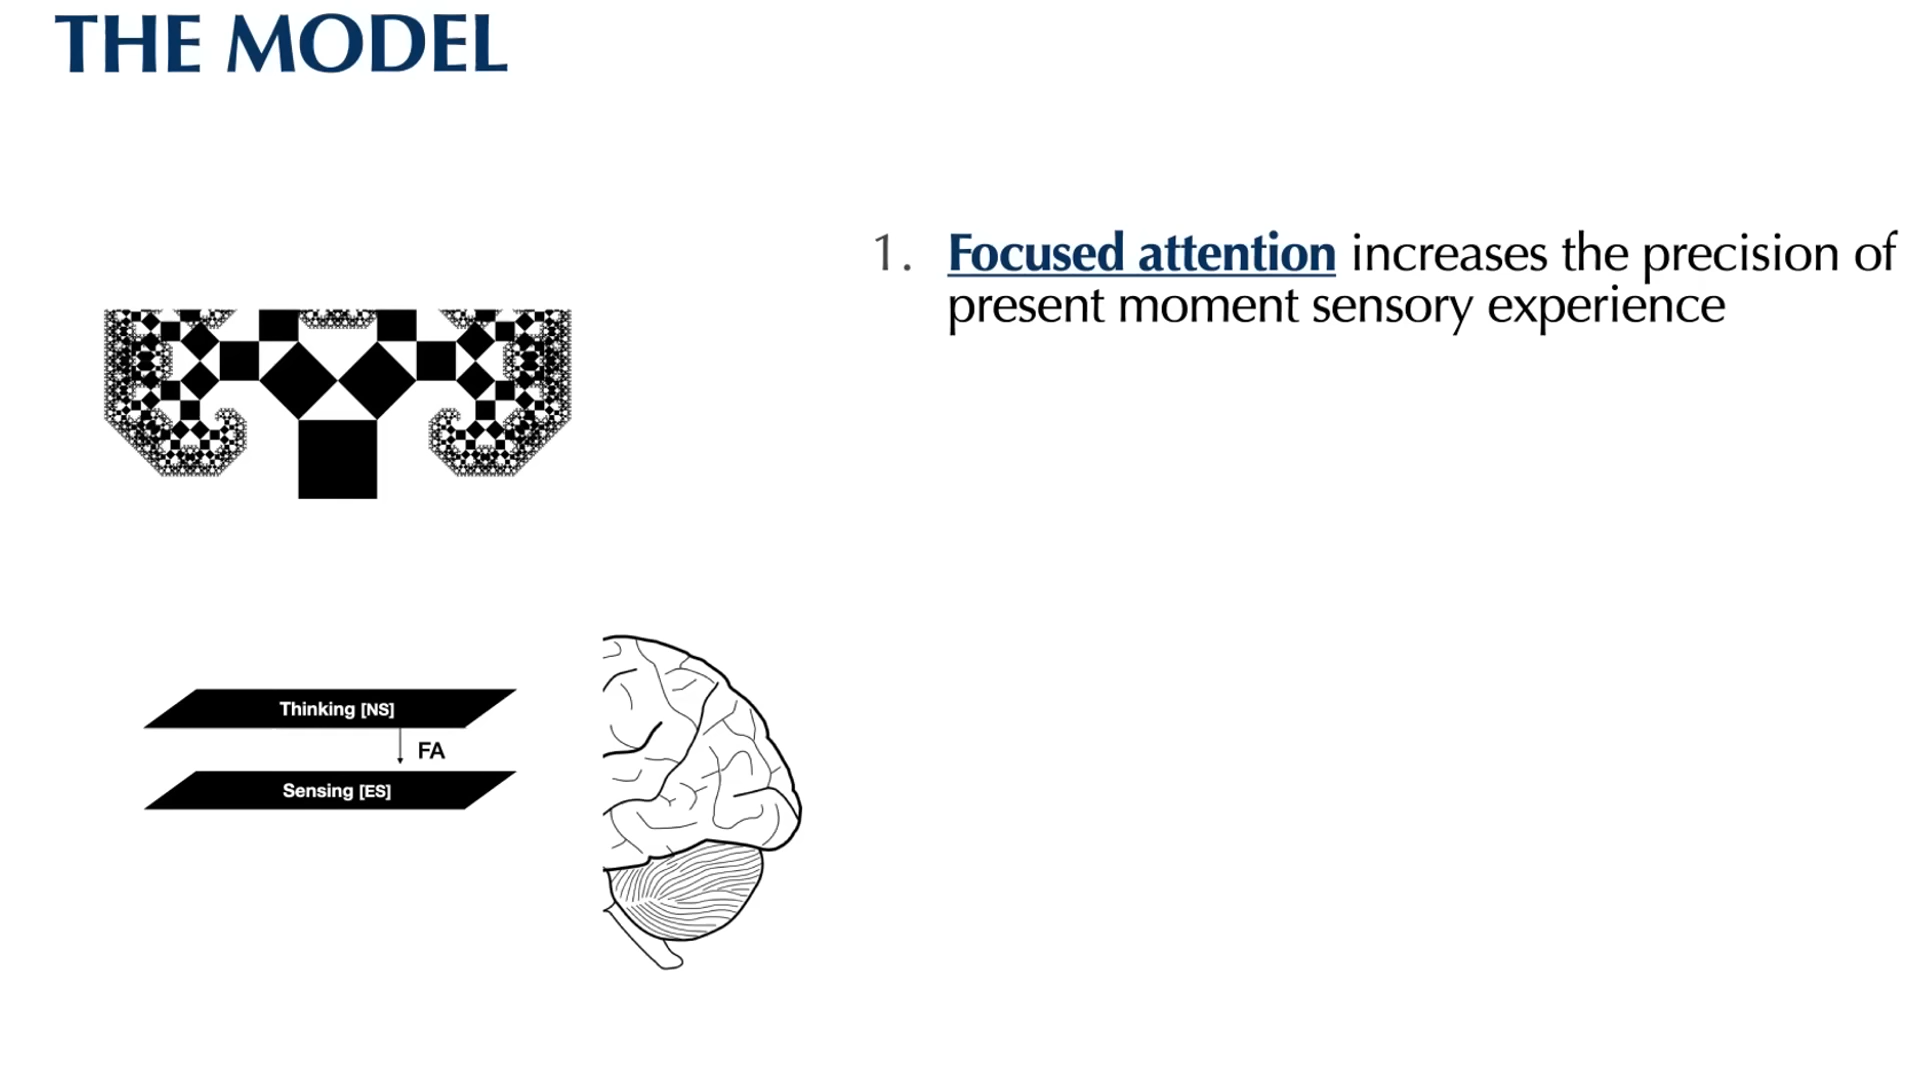 THE MODEL
1. Focused attention increases the precision of
present moment sensory experience
Thinking [NS]
FA
Sensing [ES]